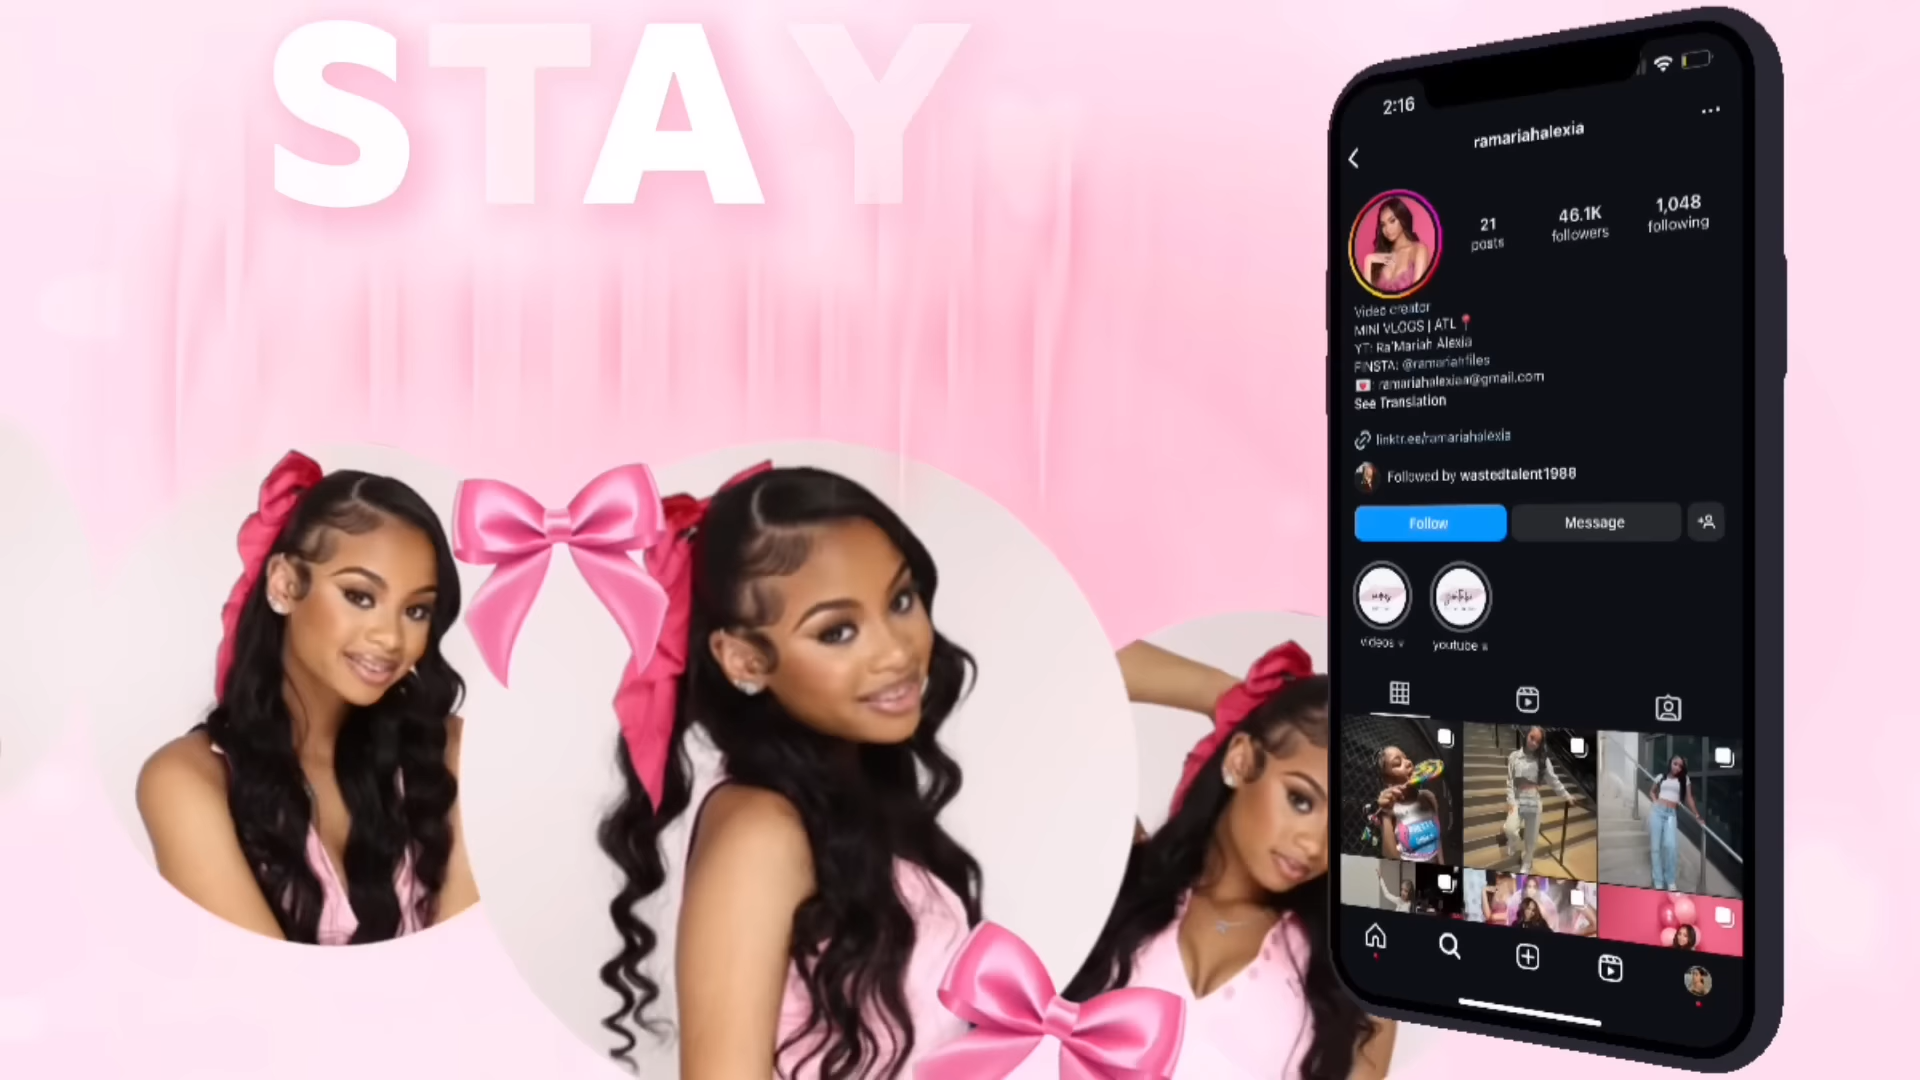 STAY
2:16
ramariahalexia
21
posts
46.1K
followers
1,048
following
Video creator
MINI VLOGS | ATL📍
YT: Ra'Mariah Alexia
FINSTA: @ramariahfiles
💌: ramariahalexiaa@gmail.com
See Translation
linktr.ee/ramariahalexia
Followed by wastedtalent1988
Follow
Message
youtube
videos
youtube
PRETTY